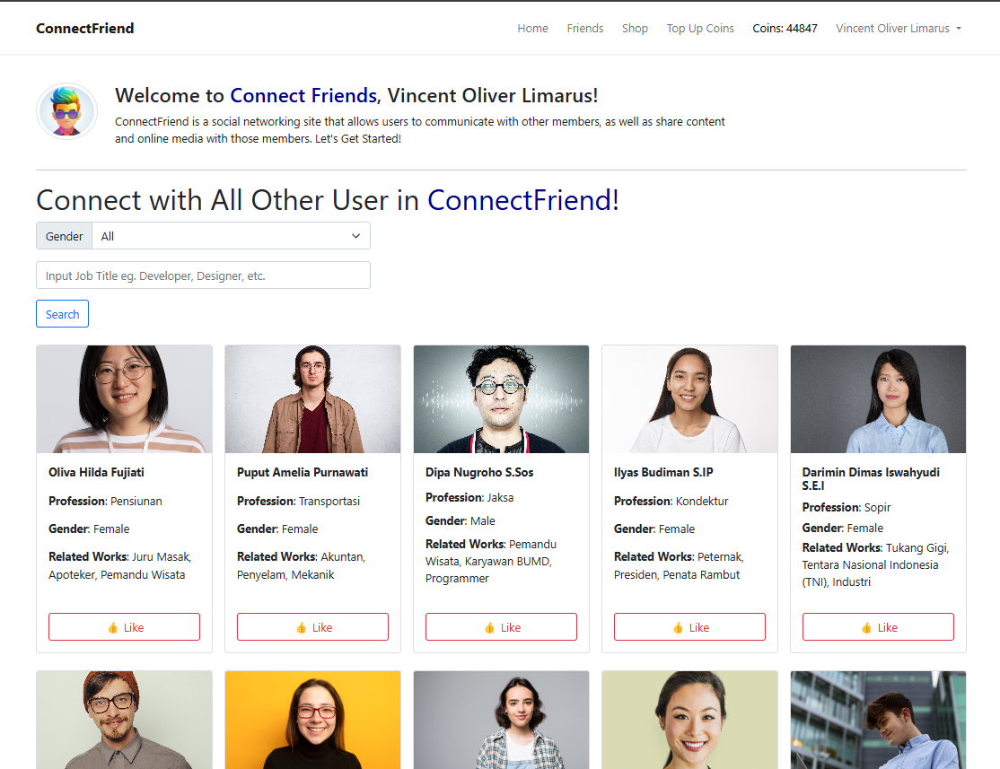 ConnectFriend
Home Friends Shop Top Up Coins Coins: 44847 Vincent Oliver Limarus
Welcome to Connect Friends, Vincent Oliver Limarus!
ConnectFriend is a social networking site that allows users to communicate with other members, as well as share content
and online media with those members. Let's Get Started!
Connect with All Other User in ConnectFriend!
Gender All
Input Job Title eg. Developer, Designer, etc.
Search
Oliva Hilda Fujiati
Profession: Pensiunan
Gender: Female
Related Works: Juru Masak,
Apoteker, Pemandu Wisata
👍 Like
Puput Amelia Purnawati
Profession: Transportasi
Gender: Female
Related Works: Akuntan,
Penyelam, Mekanik
👍 Like
Dipa Nugroho S.Sos
Profession: Jaksa
Gender: Male
Related Works: Pemandu
Wisata, Karyawan BUMD,
Programmer
👍 Like
Ilyas Budiman S.IP
Profession: Kondektur
Gender: Female
Related Works: Peternak,
Presiden, Penata Rambut
👍 Like
Darimin Dimas Iswahyudi
S.E.I
Profession: Sopir
Gender: Female
Related Works: Tukang Gigi,
Tentara Nasional Indonesia
(TNI), Industri
👍 Like